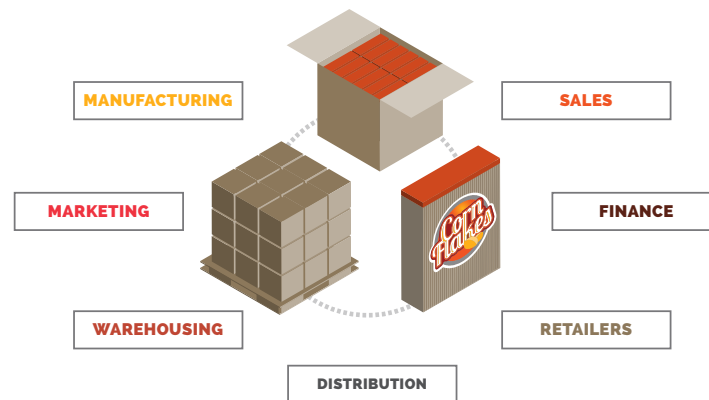 MANUFACTURING
SALES
MARKETING
FINANCE
Corn
Flakes
WAREHOUSING
RETAILERS
DISTRIBUTION